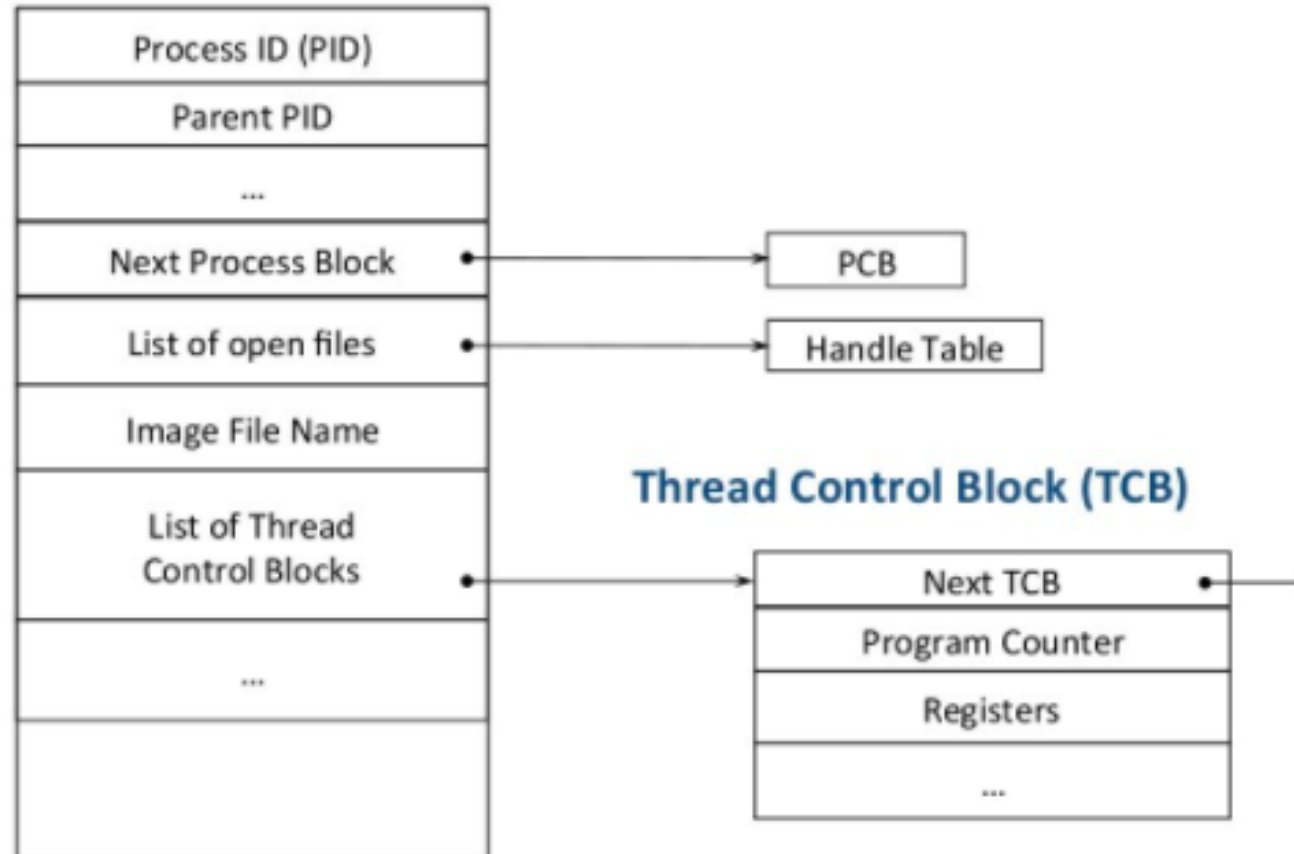 Process ID (PID)
Parent PID
...
Next Process Block
PCB
List of open files
Handle Table
Image File Name
List of Thread
Control Blocks
...
Thread Control Block (TCB)
Next TCB
Program Counter
Registers
...